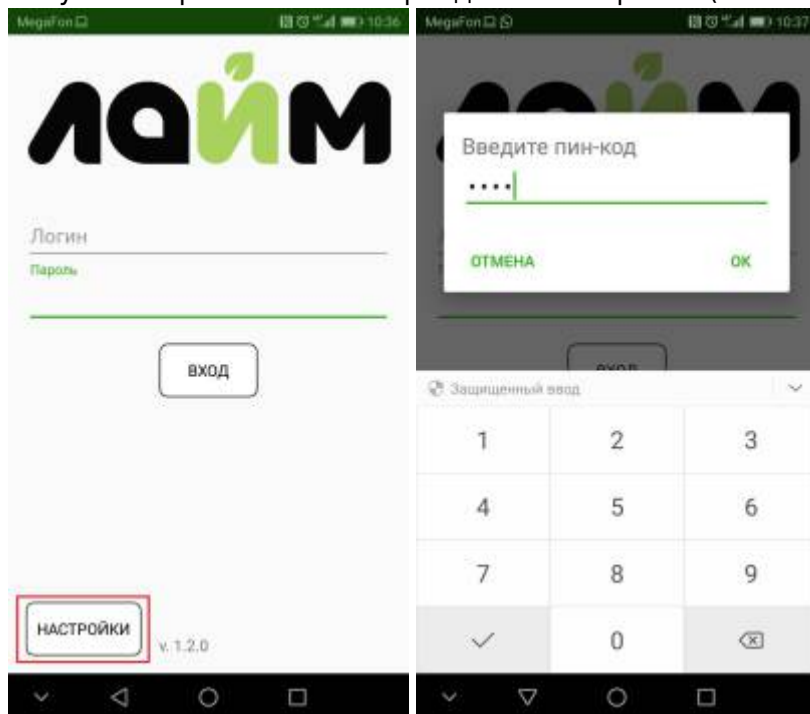 MegaFon
10:36
лайм
Логин
Пароль
ВХОД
НАСТРОЙКИ
v. 1.2.0
MegaFon
10:37
Введите пин-код
••••
ОТМЕНА
ОК
Защищенный ввод
1
2
3
4
5
6
7
8
9
0